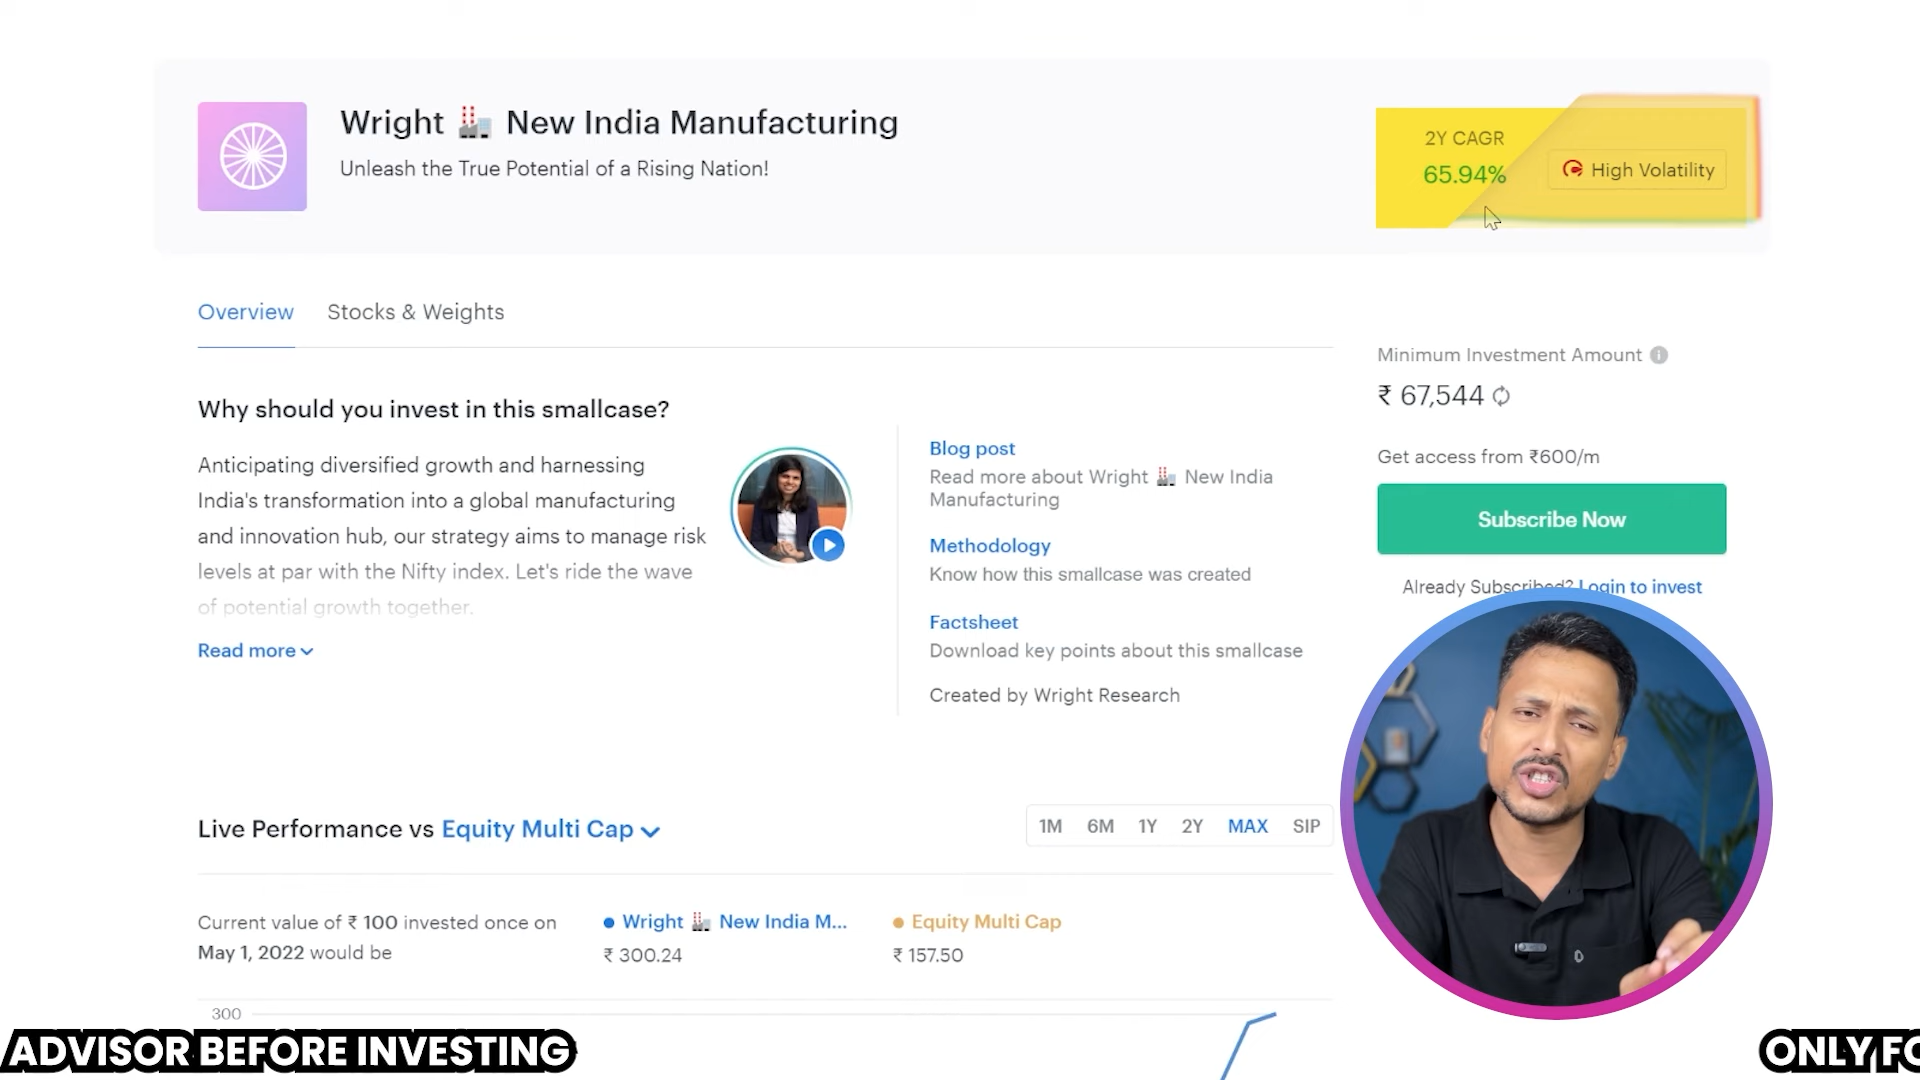 Wright 🏭 New India Manufacturing
Unleash the True Potential of a Rising Nation!
2Y CAGR
65.94%
High Volatility
Overview
Stocks & Weights
Minimum Investment Amount
₹ 67,544
Get access from ₹600/m
Subscribe Now
Already Subscribed? Login to invest
Why should you invest in this smallcase?
Anticipating diversified growth and harnessing
India's transformation into a global manufacturing
and innovation hub, our strategy aims to manage risk
levels at par with the Nifty index. Let's ride the wave
of potential growth together.
Read more
Blog post
Read more about Wright 🏭 New India
Manufacturing
Methodology
Know how this smallcase was created
Factsheet
Download key points about this smallcase
Created by Wright Research
Live Performance vs Equity Multi Cap
1M 6M 1Y 2Y MAX SIP
Current value of ₹ 100 invested once on
May 1, 2022 would be
Wright 🏭 New India M...
₹ 300.24
Equity Multi Cap
₹ 157.50
300
ADVISOR BEFORE INVESTING
ONLY FO